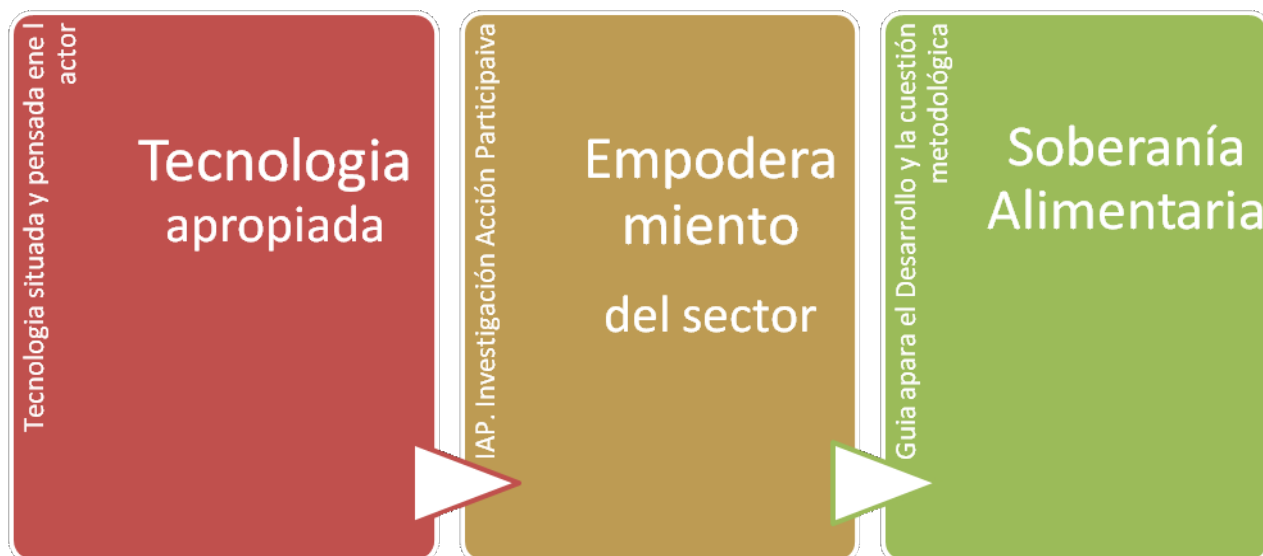 Tecnologia situada y pensada ene l
actor
Tecnologia
apropiada
IAP. Investigación Acción Participaiva
Empodera
miento
del sector
Guia apara el Desarrollo y la cuestión
metodológica
Soberanía
Alimentaria